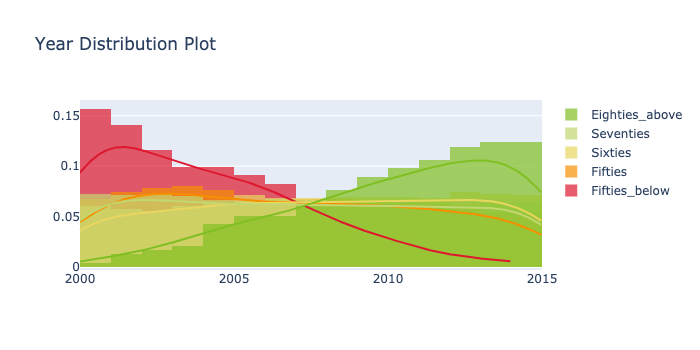 Year Distribution Plot
0.15
0.1
0.05
0
2000
2005
2010
2015
Eighties_above
Seventies
Sixties
Fifties
Fifties_below